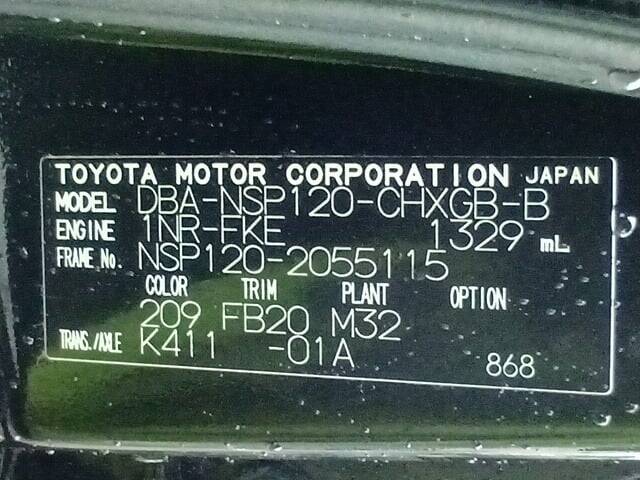 TOYOTA MOTOR CORPORATION JAPAN
MODEL DBA-NSP120-CHXGB-B
ENGINE 1NR-FKE 1329 mL
FRAME No. NSP120-2055115
COLOR TRIM PLANT OPTION
209 FB20 M32
TRANS./AXLE K411 -01A
868